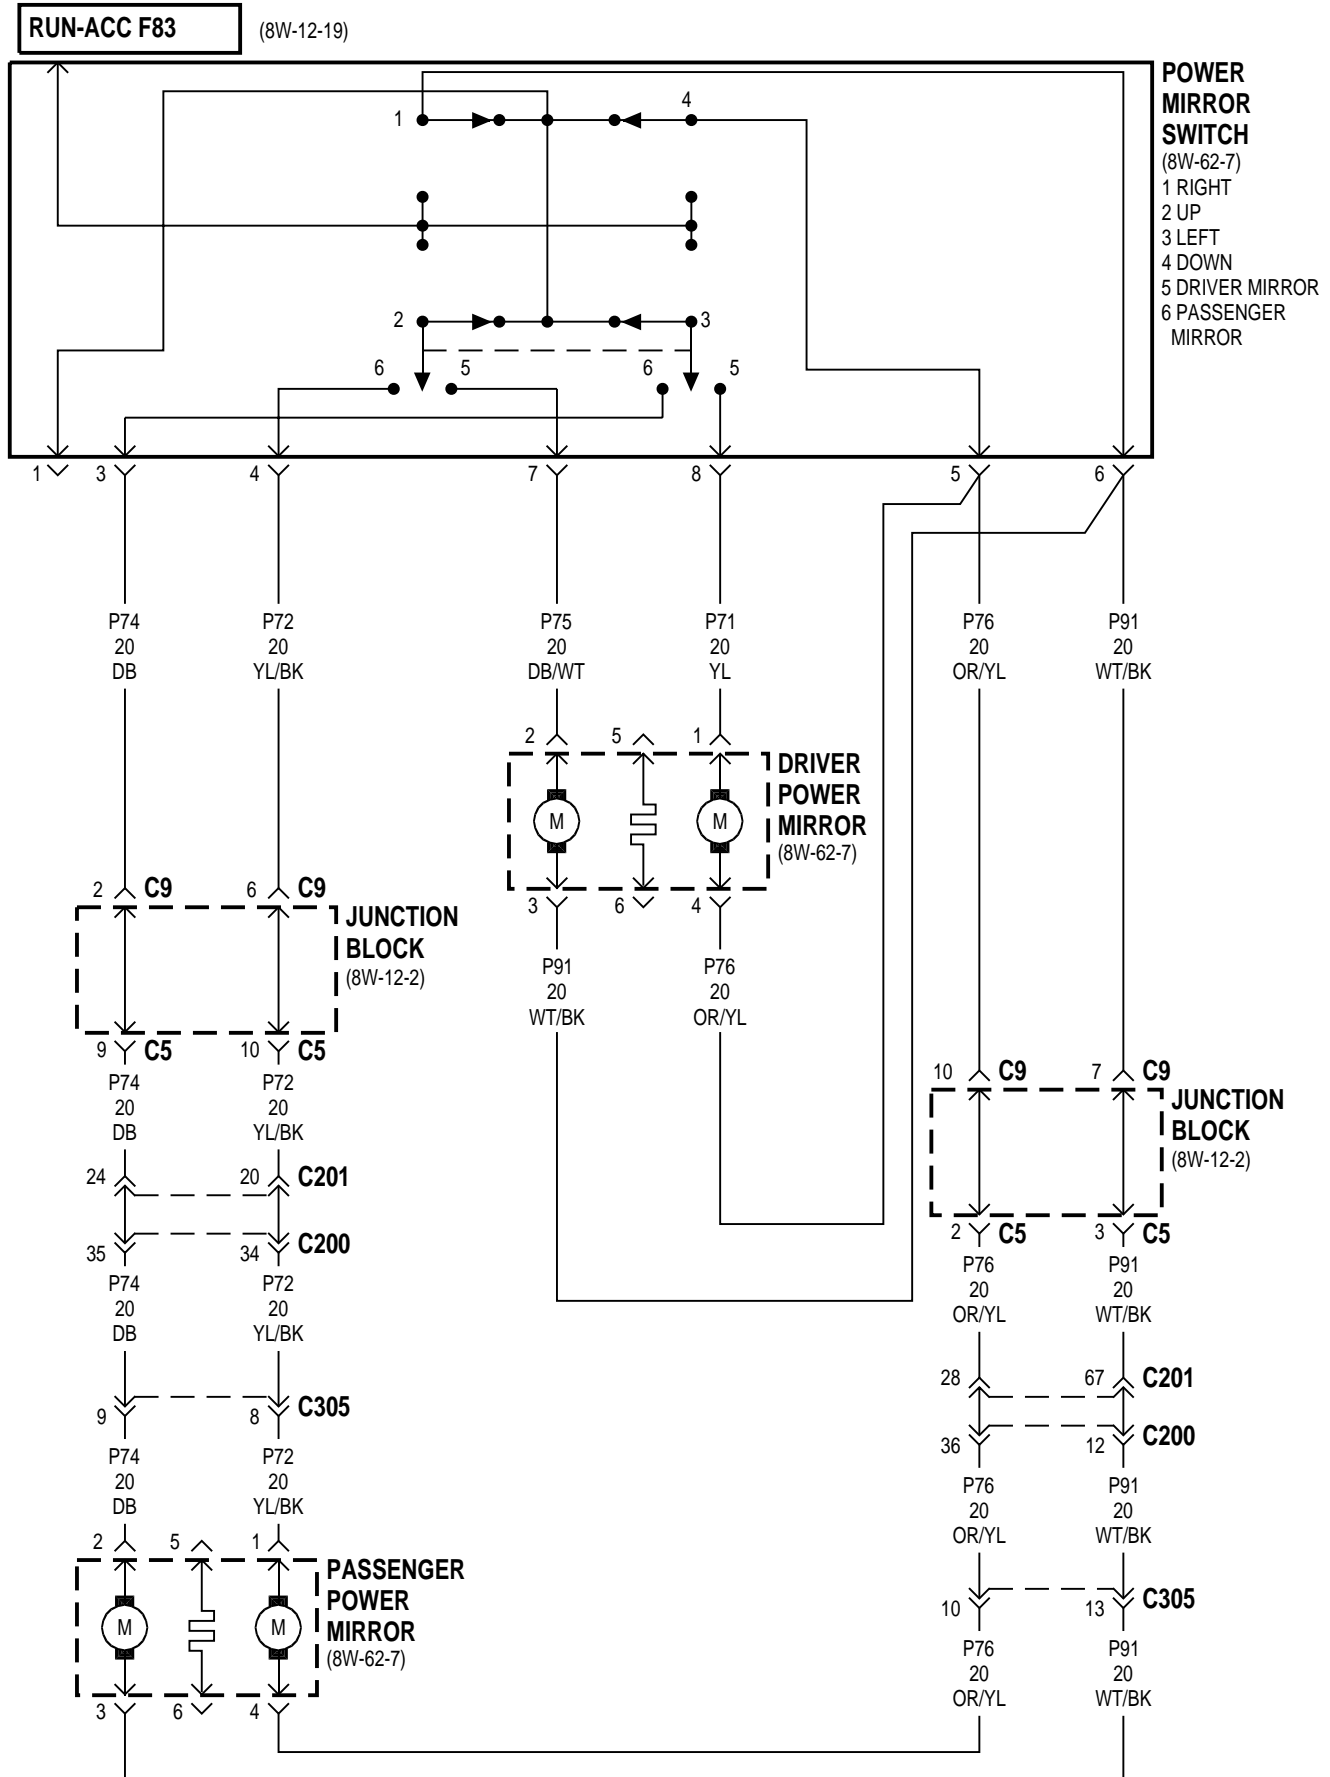 RUN-ACC F83 (8W-12-19)
POWER
MIRROR
SWITCH
(8W-62-7)
1 RIGHT
2 UP
3 LEFT
4 DOWN
5 DRIVER MIRROR
6 PASSENGER
MIRROR
1 4
2 3
6 5 6 5
1 3 4 7 8 5 6
P74 P72 P75 P71 P76 P91
20 20 20 20 20 20
DB YL/BK DB/WT YL OR/YL WT/BK
2 5 1
DRIVER
POWER
MIRROR
(8W-62-7)
M M
3 6 4
P91 P76
20 20
WT/BK OR/YL
2 C9 6 C9
JUNCTION
BLOCK
(8W-12-2)
9 C5 10 C5
P74 P72
20 20
DB YL/BK
24 20 C201
35 34 C200
P74 P72
20 20
DB YL/BK
9 8 C305
P74 P72
20 20
DB YL/BK
2 5 1
PASSENGER
POWER
MIRROR
(8W-62-7)
M M
3 6 4
10 C9 7 C9
JUNCTION
BLOCK
(8W-12-2)
2 C5 3 C5
P76 P91
20 20
OR/YL WT/BK
28 67 C201
36 12 C200
P76 P91
20 20
OR/YL WT/BK
10 13 C305
P76 P91
20 20
OR/YL WT/BK